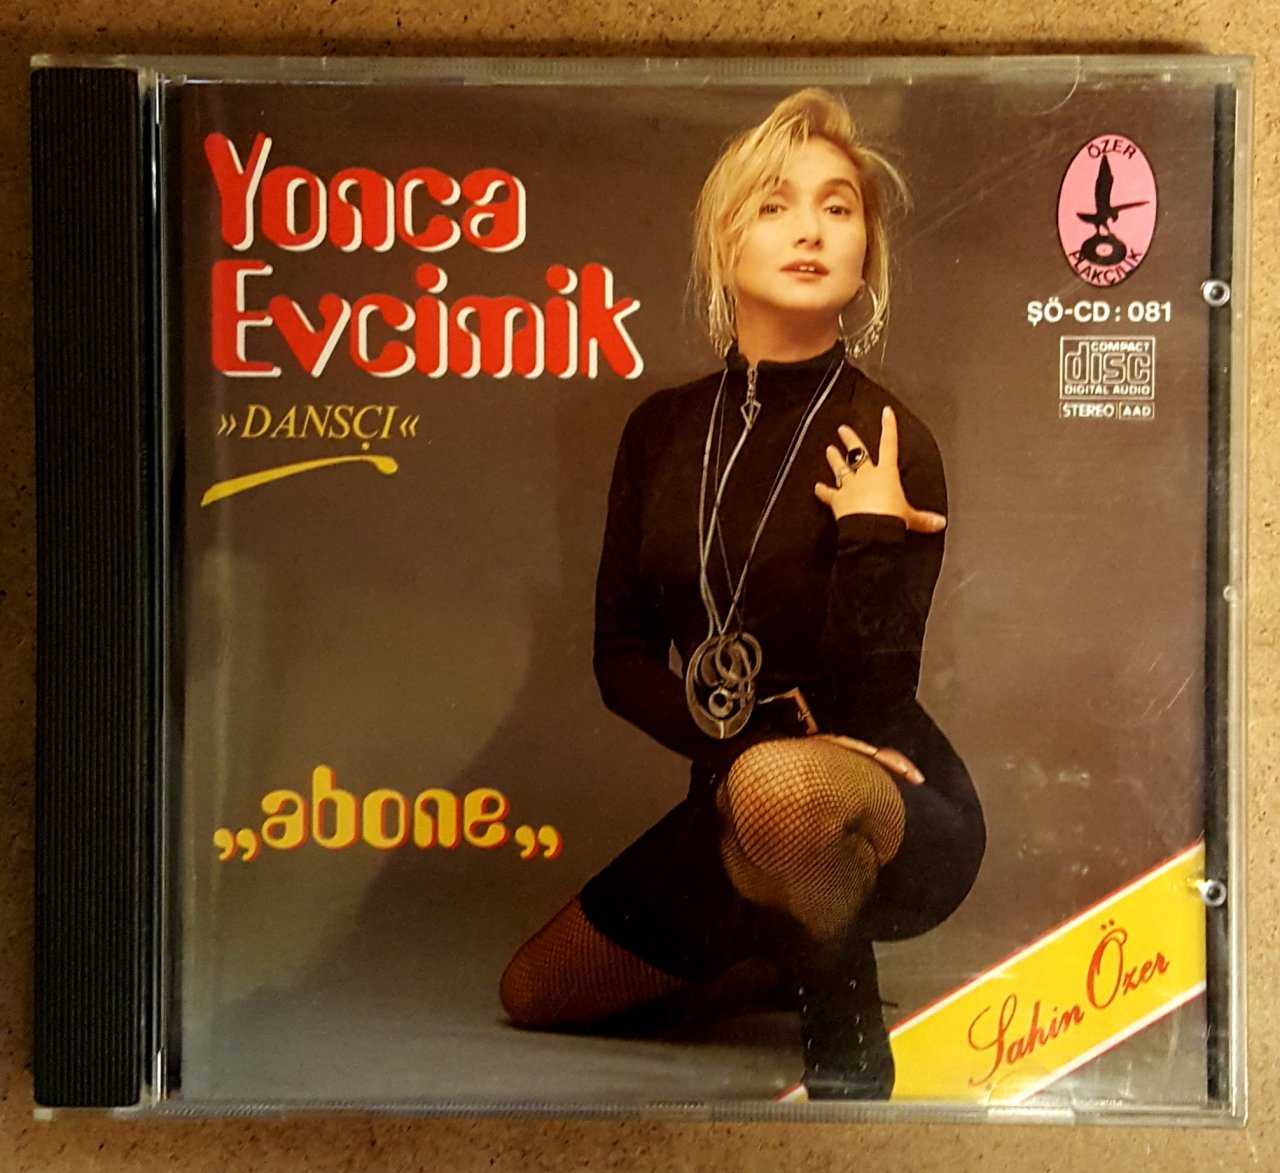 Yonca
Evcimik
»DANSÇI«
ÖZER
PLAKÇILIK
ŞÖ-CD: 081
COMPACT
disc
DIGITAL AUDIO
STEREO AAD
„abone„
Şahin Özer